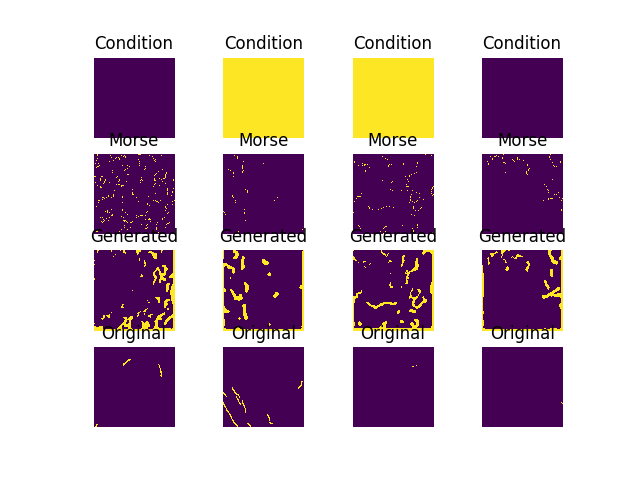 Condition Condition Condition Condition
Morse Morse Morse Morse
Generated Generated Generated Generated
Original Original Original Original